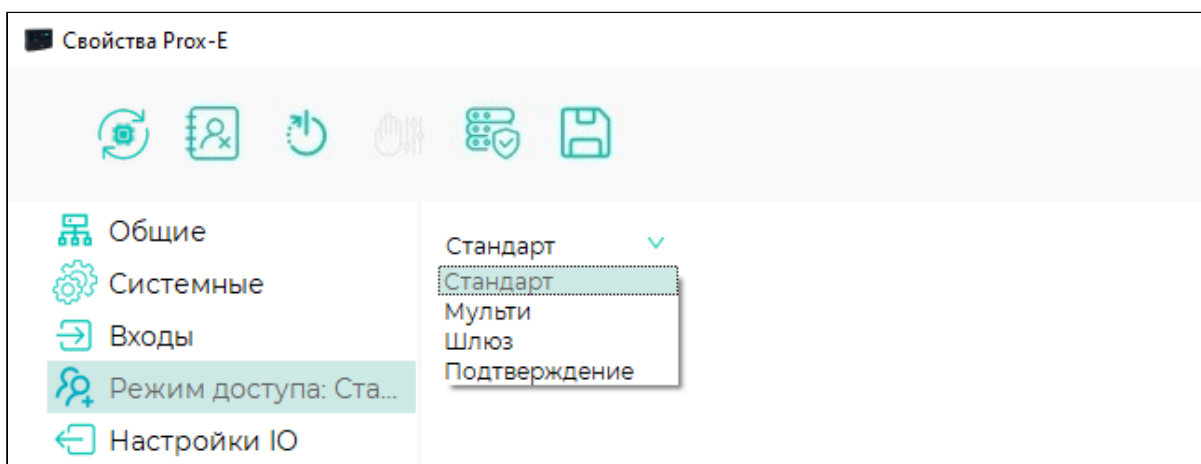 Свойства Prox-E
Общие
Системные
Входы
Режим доступа: Ста...
Настройки IO
Стандарт
Стандарт
Мульти
Шлюз
Подтверждение